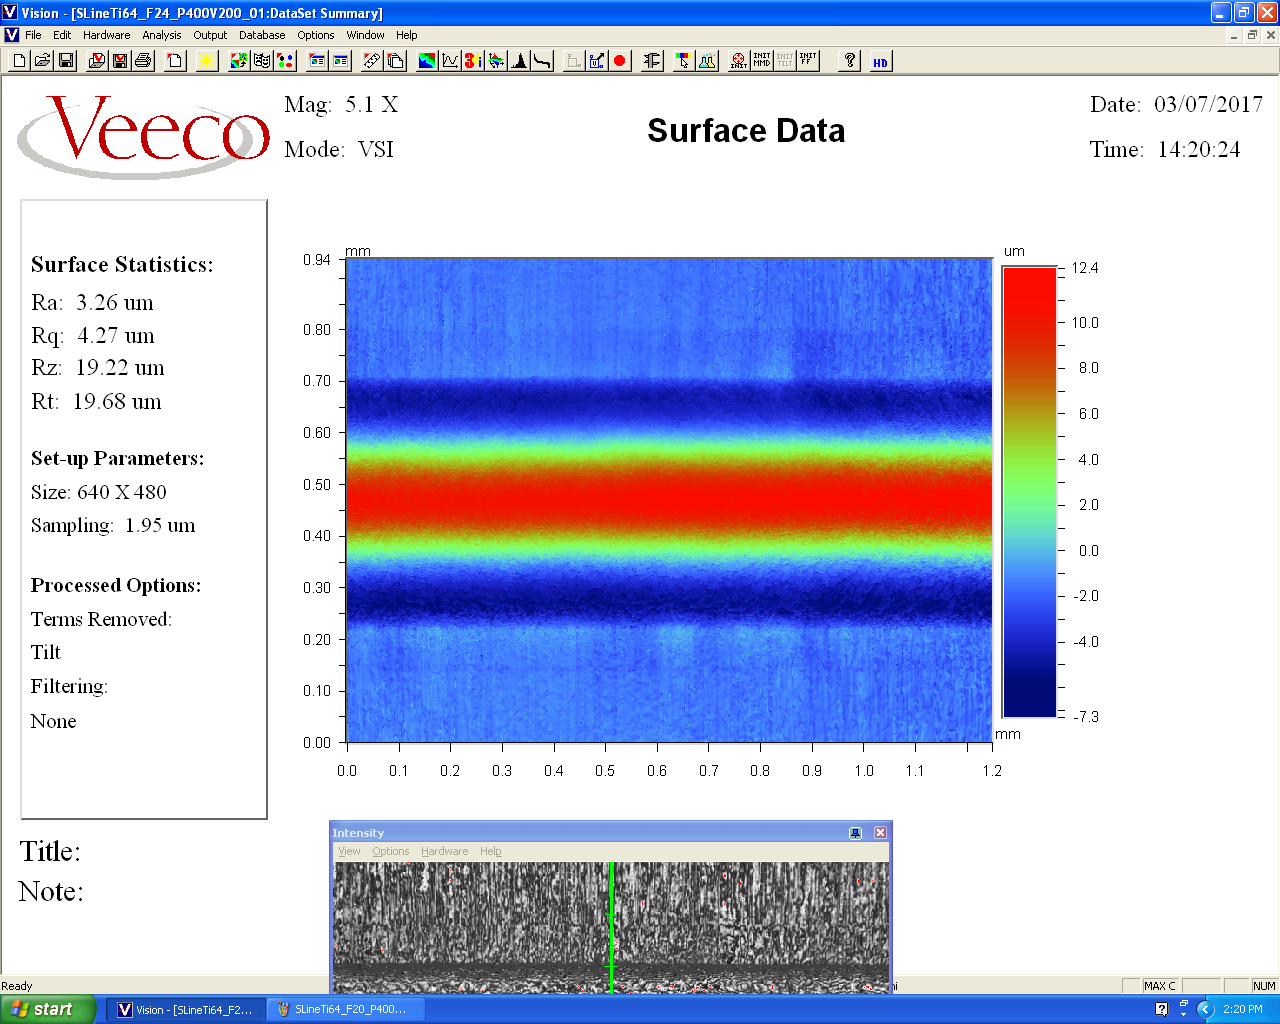 Vision - [SLineTi64_F24_P400V200_01:DataSet Summary]
File Edit Hardware Analysis Output Database Options Window Help
INIT INIT MMD INIT TILT INIT FF ? HD
Veeco
Mag: 5.1 X
Mode: VSI
Surface Data
Date: 03/07/2017
Time: 14:20:24
Surface Statistics:
Ra: 3.26 um
Rq: 4.27 um
Rz: 19.22 um
Rt: 19.68 um
Set-up Parameters:
Size: 640 X 480
Sampling: 1.95 um
Processed Options:
Terms Removed:
Tilt
Filtering:
None
Title:
Note:
mm
0.94
0.80
0.70
0.60
0.50
0.40
0.30
0.20
0.10
0.00
0.0 0.1 0.2 0.3 0.4 0.5 0.6 0.7 0.8 0.9 1.0 1.1 1.2
mm
um
12.4
10.0
8.0
6.0
4.0
2.0
0.0
-2.0
-4.0
-7.3
Intensity
View Options Hardware Help
Ready
MAX C NUM
start
Vision - [SLineTi64_F2...
SLineTi64_F20_P400...
2:20 PM